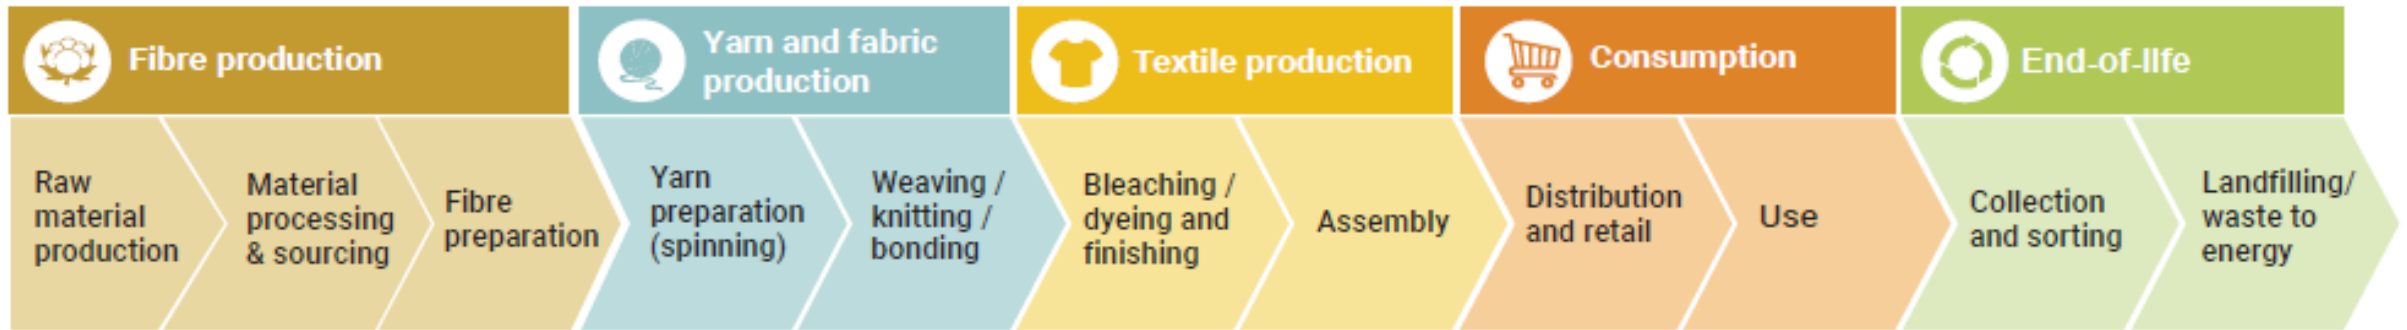 Fibre production
Yarn and fabric
production
Textile production
Consumption
End-of-lIfe
Raw
material
production
Material
processing
& sourcing
Fibre
preparation
Yarn
preparation
(spinning)
Weaving /
knitting /
bonding
Bleaching /
dyeing and
finishing
Assembly
Distribution
and retail
Use
Collection
and sorting
Landfilling/
waste to
energy